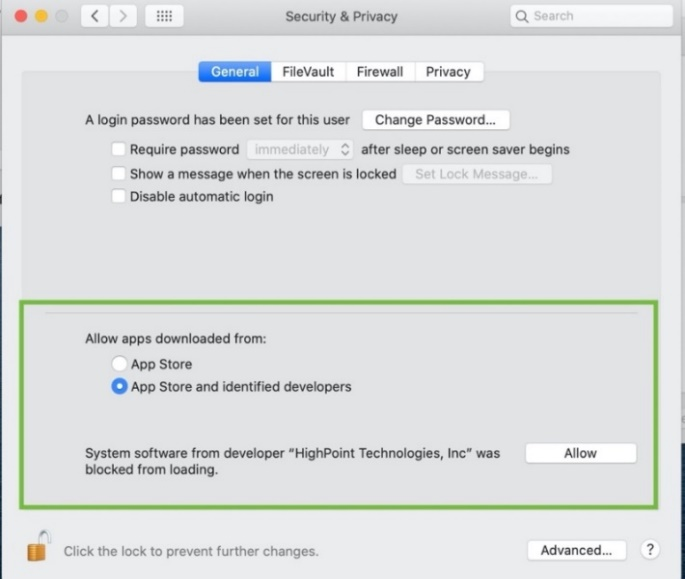 Security & Privacy
Search
General FileVault Firewall Privacy
A login password has been set for this user Change Password...
Require password immediately after sleep or screen saver begins
Show a message when the screen is locked Set Lock Message...
Disable automatic login
Allow apps downloaded from:
App Store
App Store and identified developers
System software from developer “HighPoint Technologies, Inc” was
blocked from loading.
Allow
Click the lock to prevent further changes.
Advanced... ?